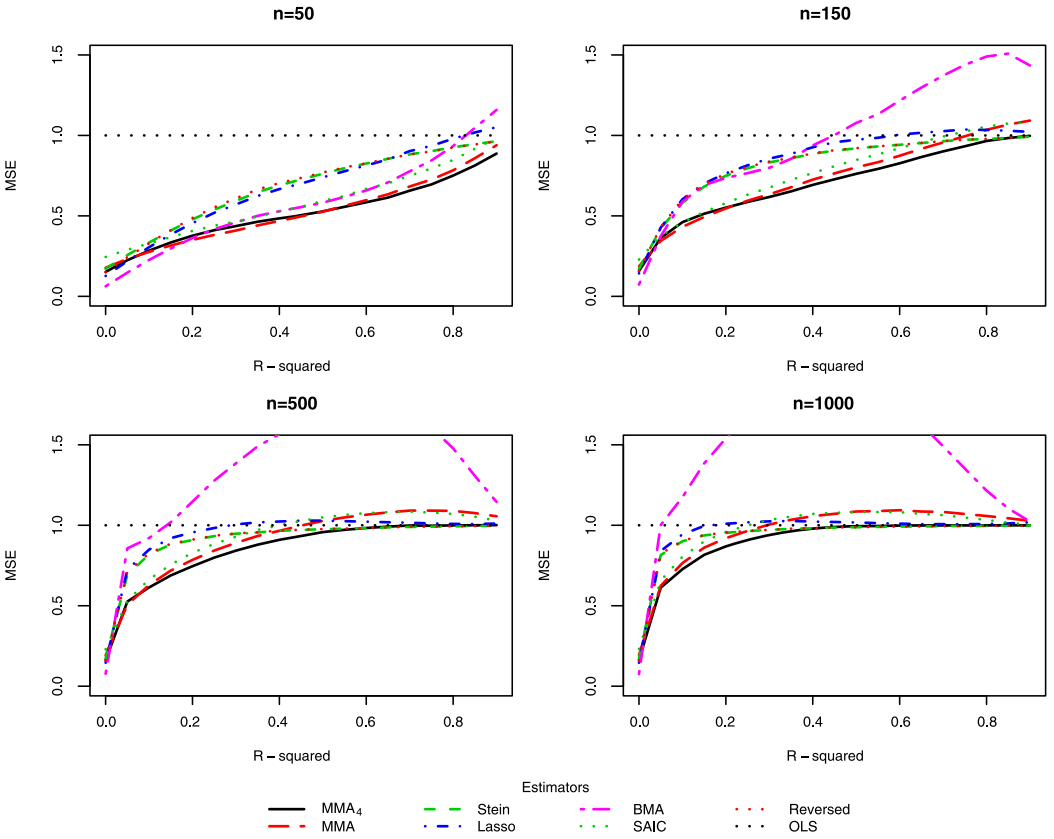 n=50
n=150
MSE
1.5
1.0
0.5
0.0
0.0 0.2 0.4 0.6 0.8
R − squared
MSE
1.5
1.0
0.5
0.0
0.0 0.2 0.4 0.6 0.8
R − squared
n=500
n=1000
MSE
1.5
1.0
0.5
0.0
0.0 0.2 0.4 0.6 0.8
R − squared
MSE
1.5
1.0
0.5
0.0
0.0 0.2 0.4 0.6 0.8
R − squared
Estimators
MMA₄ Stein BMA Reversed
MMA Lasso SAIC OLS